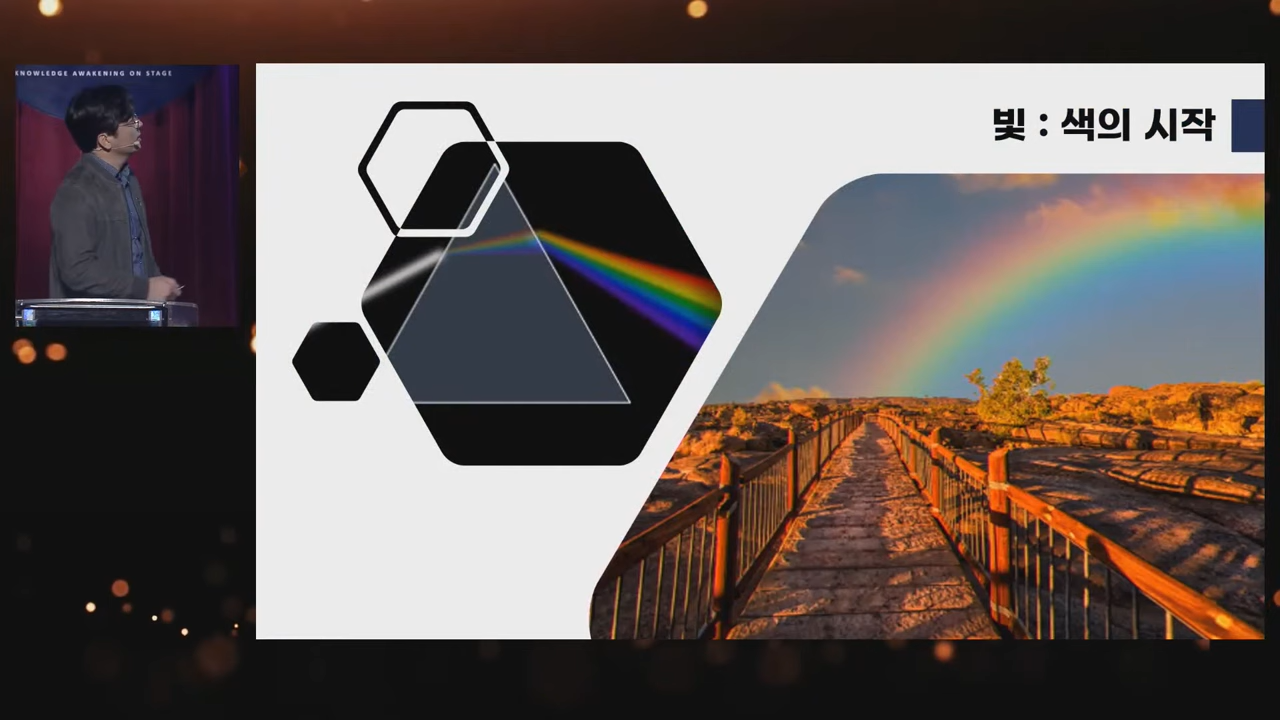 KNOWLEDGE AWAKENING ON STAGE
빛 : 색의 시작